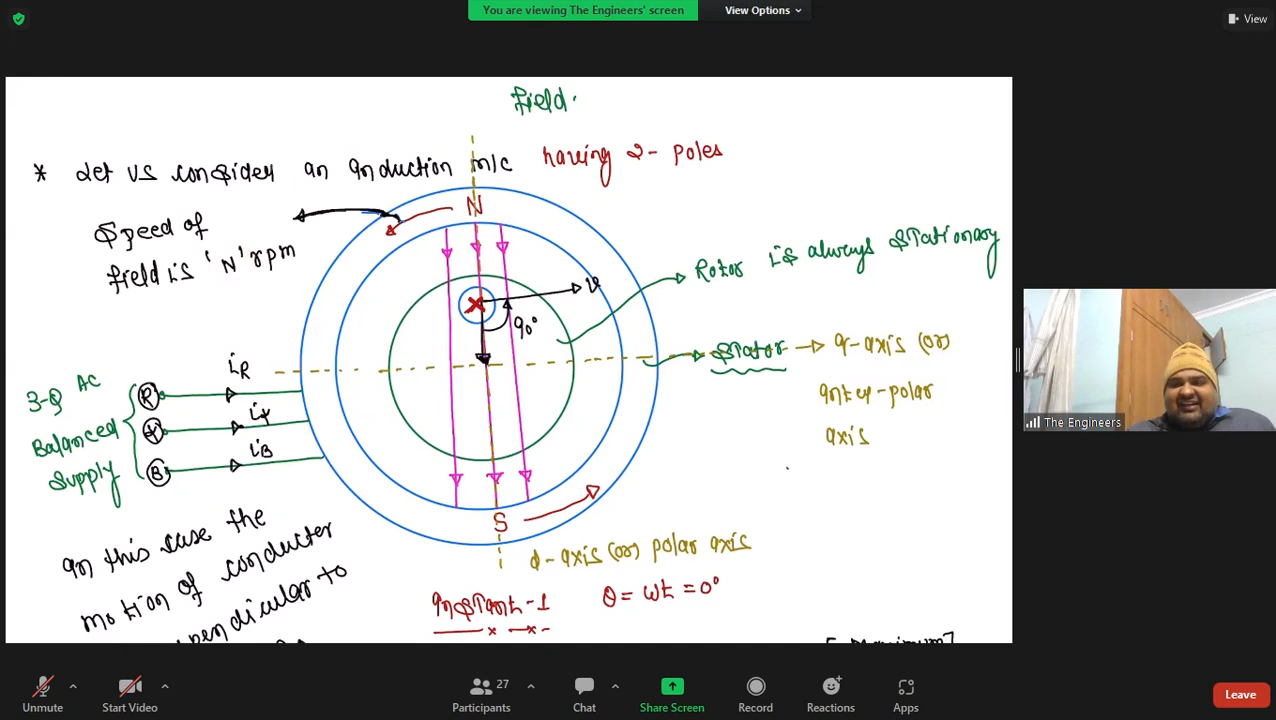 You are viewing The Engineers' screen
View Options
View
Field.
* Let us consider an induction m/c having 2- poles
Speed of
field is 'N' rpm
N
Rotor is always stationary
v
90°
Stator → q-axis (or)
inter-polar
axis
3-Φ AC
Balanced
supply
R
Y
B
iR
iY
iB
The Engineers
S
d-axis (or) polar axis
In this case the
motion of conductor
perpendicular to
Instant-1 θ = ωt = 0°
Unmute
Start Video
27
Participants
Chat
Share Screen
Record
Reactions
Apps
Leave